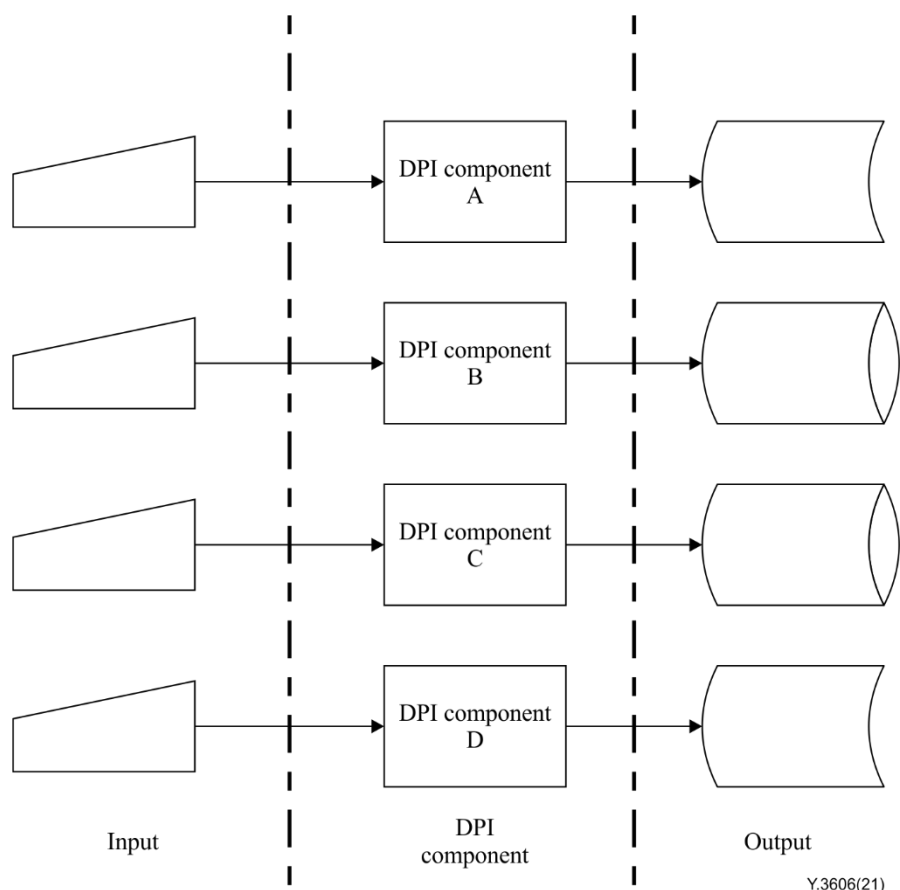 DPI component
A
DPI component
B
DPI component
C
DPI component
D
Input
DPI
component
Output
Y.3606(21)